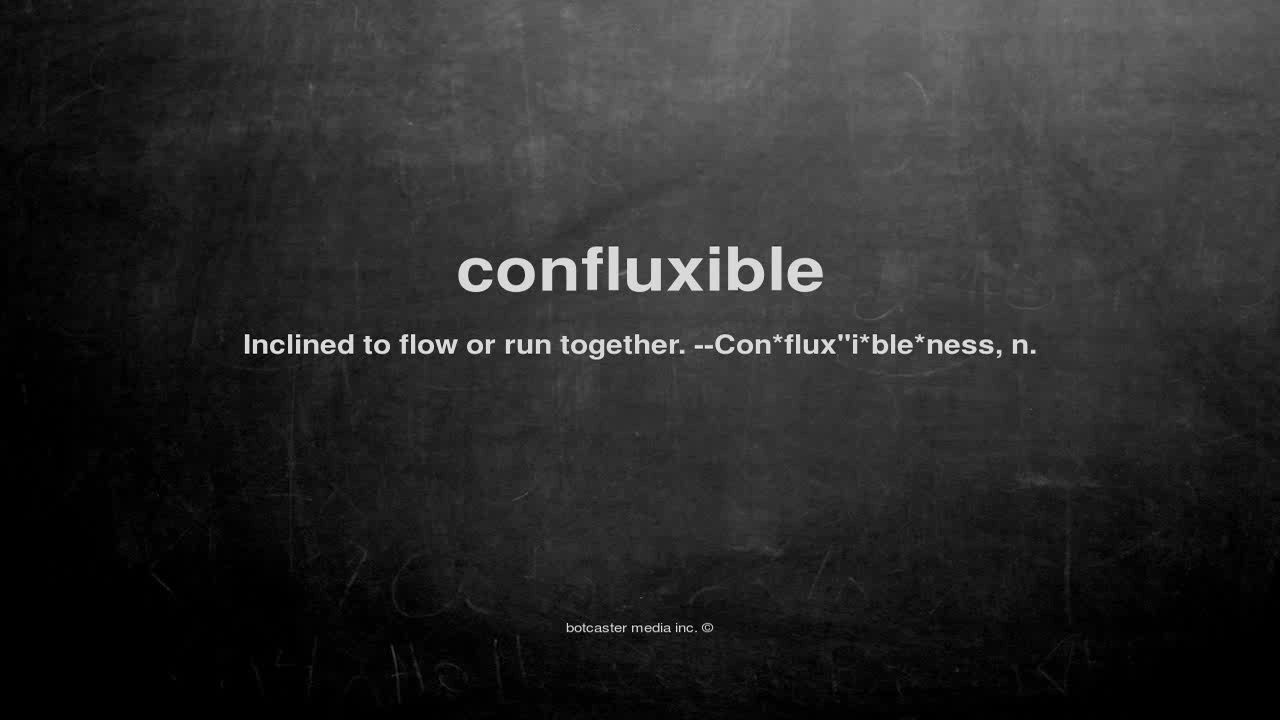 confluxible
Inclined to flow or run together. --Con*flux"i*ble*ness, n.
botcaster media inc. ©